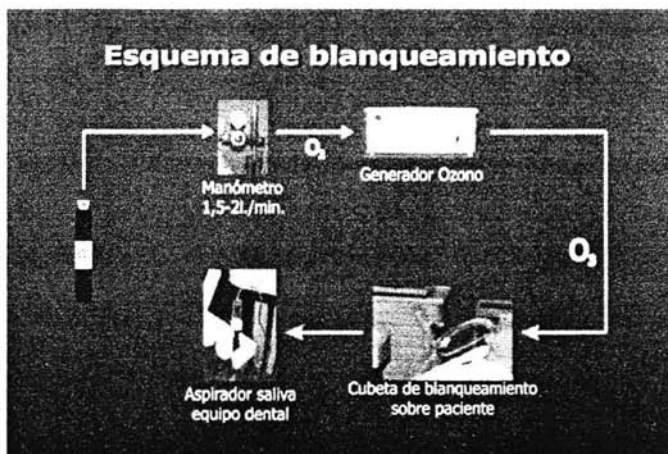 Esquema de blanqueamiento
O₂
Manómetro
1,5-2l./min.
Generador Ozono
O₃
Aspirador saliva
equipo dental
Cubeta de blanqueamiento
sobre paciente